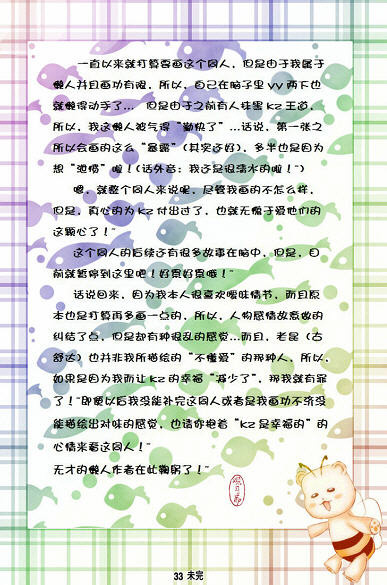 一直以来就打算要画这个同人，但是由于我属于
懒人并且画功有限，所以，自己在脑子里 YY 两下也
就懒得动手了... 但是由于之前有人挂黑 KZ 王道，
所以，我这懒人被气得“勤快了”...话说，第一张之
所以会画的这么“暴露”(其实还好)，多半也是因为
想“泄愤”啦！(话外音：我还是很清水的啦！”)
嗯，就整个同人来说呢，尽管我画的不怎么样，
但是，真心的为 KZ 付出过了，也就无愧于爱他们的
这颗心了！”
这个同人的后续还有很多故事在脑中，但是，目
前就暂停到这里吧！好累好累哦！”
话说回来，因为我本人很喜欢暧昧情节，而且原
本也是打算再多画一点的，所以，人物感情故意做的
纠结了点，但是却有种很乱的感觉...而且，老是（古
舒达）也并非我所描绘的“不懂爱”的那种人，所以，
如果是因为我而让 KZ 的幸福“减少了”，那我就有罪
了！”即便以后我没能补完这同人或者是我画功不济没
能够绘出对味的感觉，也请你抱着“KZ 是幸福的”的
心情来看这同人！”
无才的懒人作者在此鞠躬了！”
33 未完